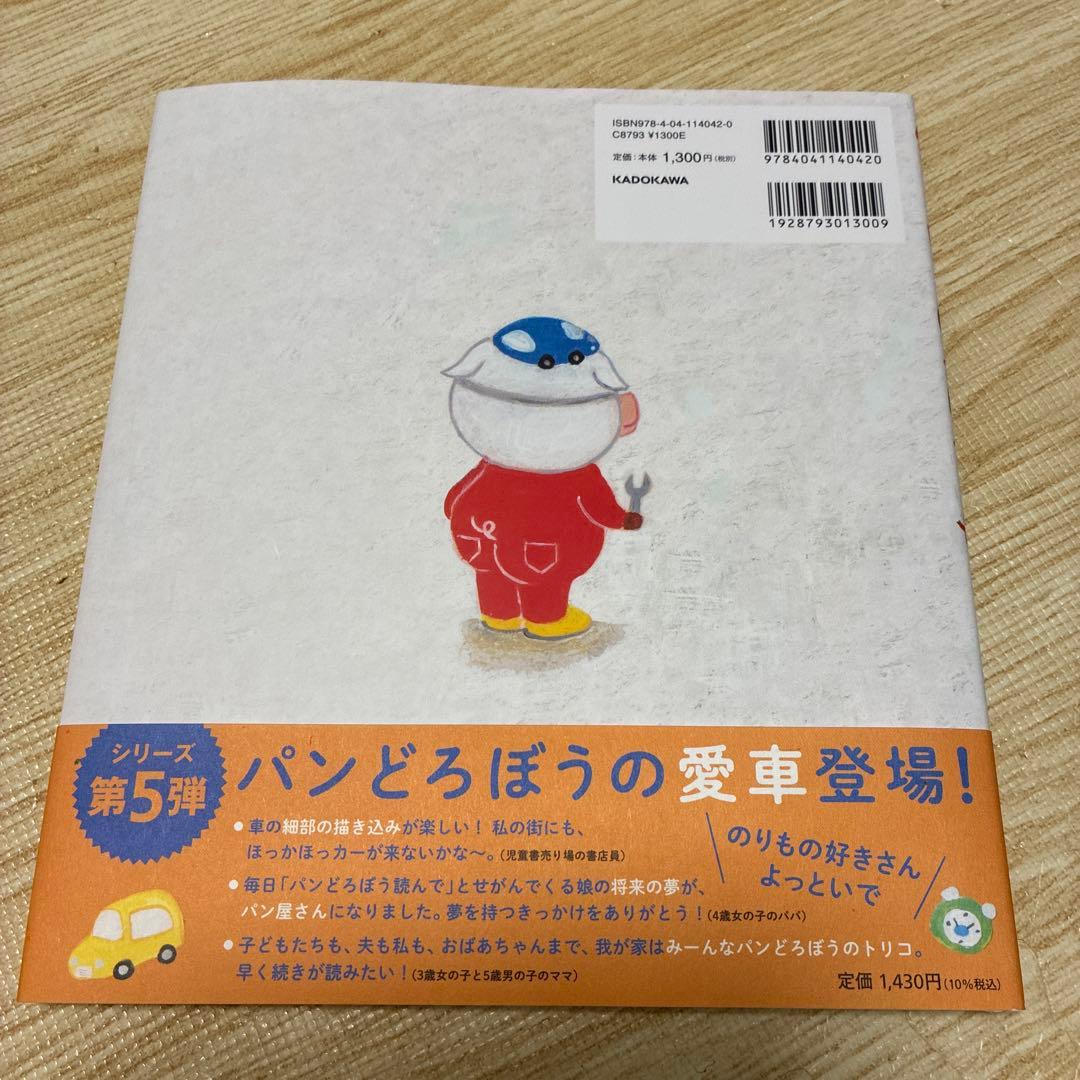 ISBN978-4-04-114042-0
C8793 ¥1300E
定価:本体 1,300円(税別)
KADOKAWA
9784041140420
1928793013009
シリーズ
第5弾
パンどろぼうの愛車登場!
●車の細部の描き込みが楽しい! 私の街にも、
ほっかほっカーが来ないかな〜。(児童書売り場の書店員)
のりもの好きさん
よっといで
●毎日「パンどろぼう読んで」とせがんでくる娘の将来の夢が、
パン屋さんになりました。夢を持つきっかけをありがとう!(4歳女の子のパパ)
●子どもたちも、夫も私も、おばあちゃんまで、我が家はみーんなパンどろぼうのトリコ。
早く続きが読みたい!(3歳女の子と5歳男の子のママ)
定価 1,430円(10%税込)